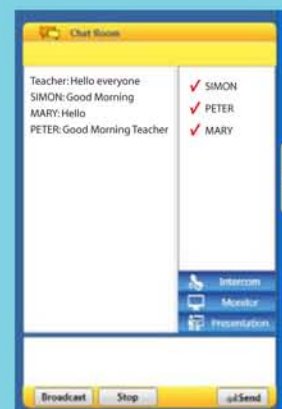 Chat Room
Teacher: Hello everyone
SIMON: Good Morning
MARY: Hello
PETER: Good Morning Teacher
SIMON
PETER
MARY
Intercom
Monitor
Presentation
Broadcast
Stop
Send